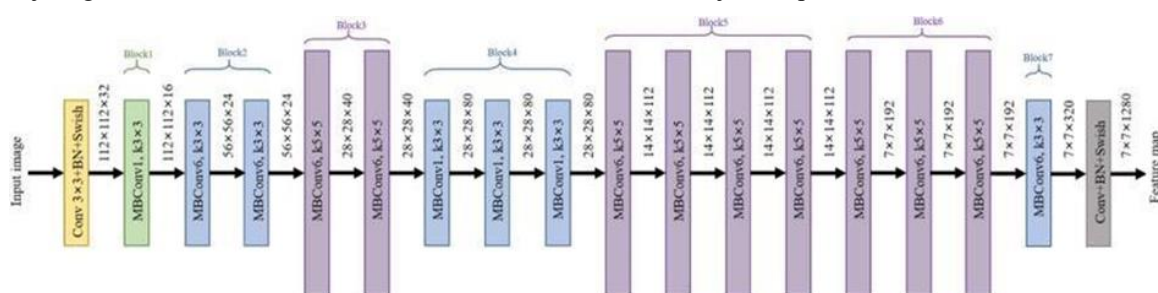 Block1
Block2
Block3
Block4
Block5
Block6
Block7
Input image
Conv 3×3+BN+Swish
112×112×32
MBConv1, k3×3
112×112×16
MBConv6, k3×3
56×56×24
MBConv6, k3×3
56×56×24
MBConv6, k5×5
28×28×40
MBConv6, k5×5
28×28×40
MBConv1, k3×3
28×28×80
MBConv1, k3×3
28×28×80
MBConv1, k3×3
28×28×80
MBConv6, k5×5
14×14×112
MBConv6, k5×5
14×14×112
MBConv6, k5×5
14×14×112
MBConv6, k5×5
14×14×112
MBConv6, k5×5
7×7×192
MBConv6, k5×5
7×7×192
MBConv6, k5×5
7×7×192
MBConv6, k3×3
7×7×320
Conv+BN+Swish
7×7×1280
Feature map